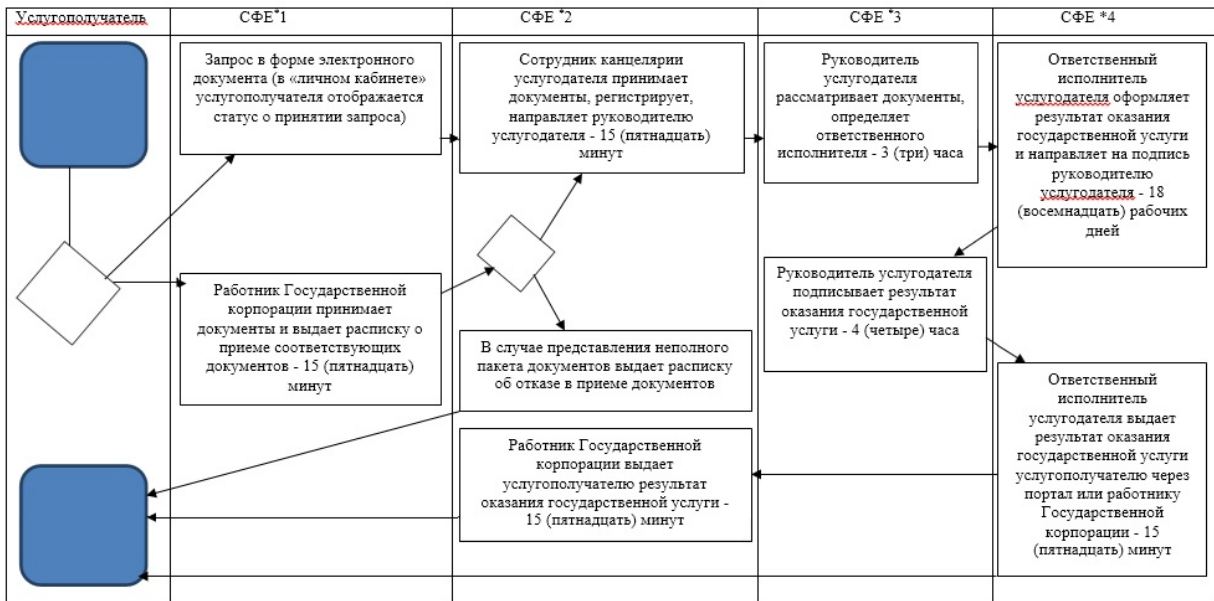 Услугополучатель
СФЕ*1
СФЕ *2
СФЕ *3
СФЕ *4
Запрос в форме электронного
документа (в «личном кабинете»
услугополучателя отображается
статус о принятии запроса)
Сотрудник канцелярии
услугодателя принимает
документы, регистрирует,
направляет руководителю
услугодателя - 15 (пятнадцать)
минут
Руководитель
услугодателя
рассматривает документы,
определяет
ответственного
исполнителя - 3 (три) часа
Ответственный
исполнитель
услугодателя оформляет
результат оказания
государственной услуги
и направляет на подпись
руководителю
услугодателя - 18
(восемнадцать) рабочих
дней
Работник Государственной
корпорации принимает
документы и выдает расписку о
приеме соответствующих
документов - 15 (пятнадцать)
минут
Руководитель услугодателя
подписывает результат
оказания государственной
услуги - 4 (четыре) часа
В случае представления неполного
пакета документов выдает расписку
об отказе в приеме документов
Ответственный
исполнитель
услугодателя выдает
результат оказания
государственной услуги
услугополучателю через
портал или работнику
Государственной
корпорации - 15
(пятнадцать) минут
Работник Государственной
корпорации выдает
услугополучателю результат
оказания государственной услуги -
15 (пятнадцать) минут